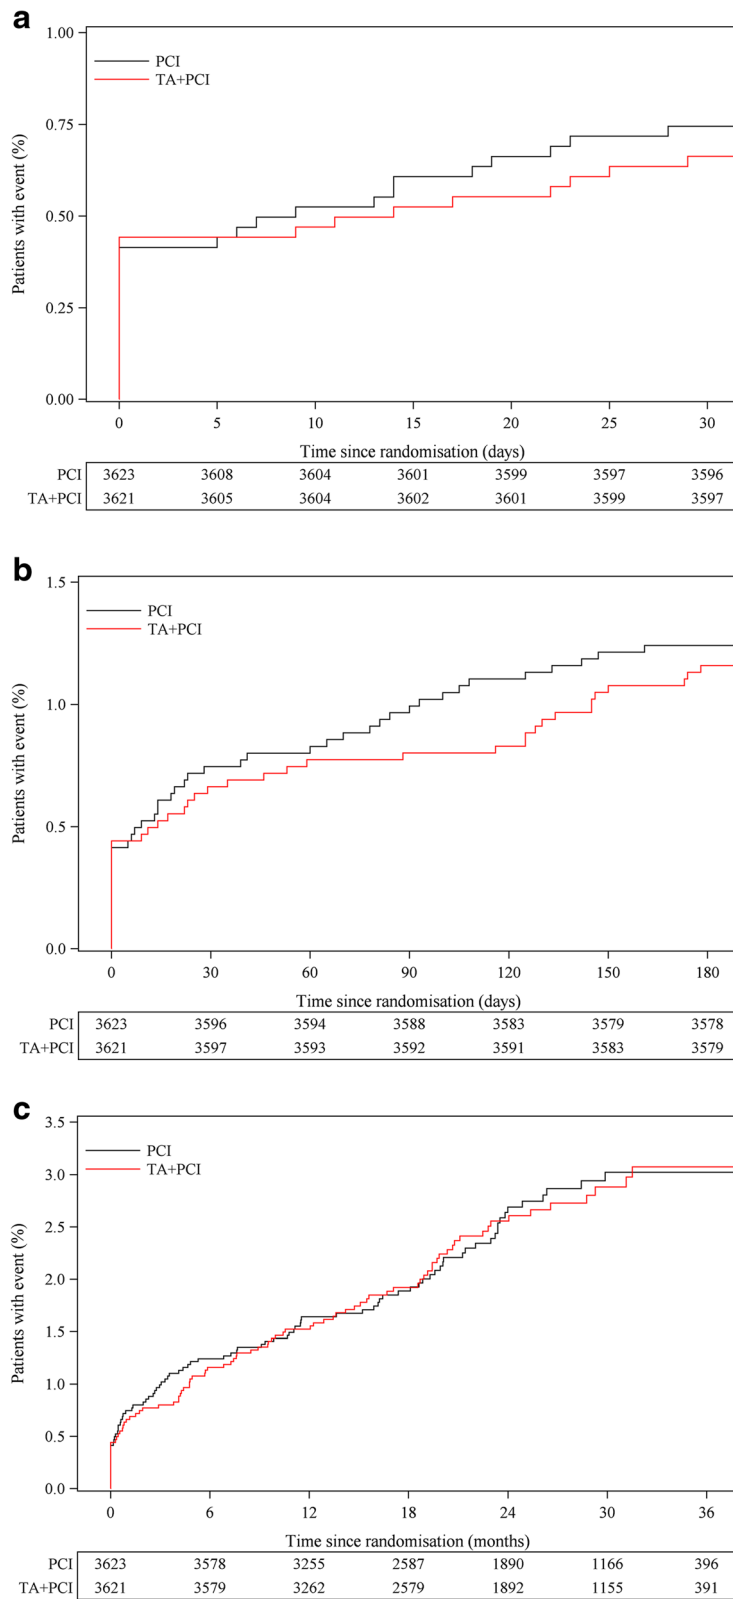 a
1.00
PCI
TA+PCI
0.75
0.50
0.25
0.00
Patients with event (%)
0 5 10 15 20 25 30
Time since randomisation (days)
PCI 3623 3608 3604 3601 3599 3597 3596
TA+PCI 3621 3605 3604 3602 3601 3599 3597
b
1.5
PCI
TA+PCI
1.0
0.5
0.0
Patients with event (%)
0 30 60 90 120 150 180
Time since randomisation (days)
PCI 3623 3596 3594 3588 3583 3579 3578
TA+PCI 3621 3597 3593 3592 3591 3583 3579
c
3.5
PCI
TA+PCI
3.0
2.5
2.0
1.5
1.0
0.5
0.0
Patients with event (%)
0 6 12 18 24 30 36
Time since randomisation (months)
PCI 3623 3578 3255 2587 1890 1166 396
TA+PCI 3621 3579 3262 2579 1892 1155 391